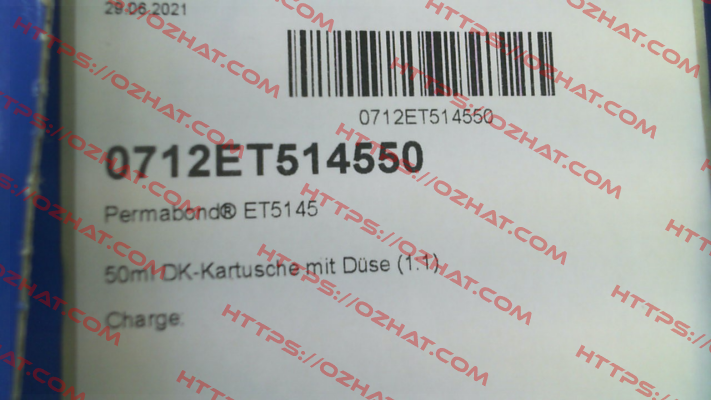 29.06.2021
0712ET514550
0712ET514550
Permabond® ET5145
50ml DK-Kartusche mit Düse (1:1)
Charge:
HTTPS://OZHAT.COM